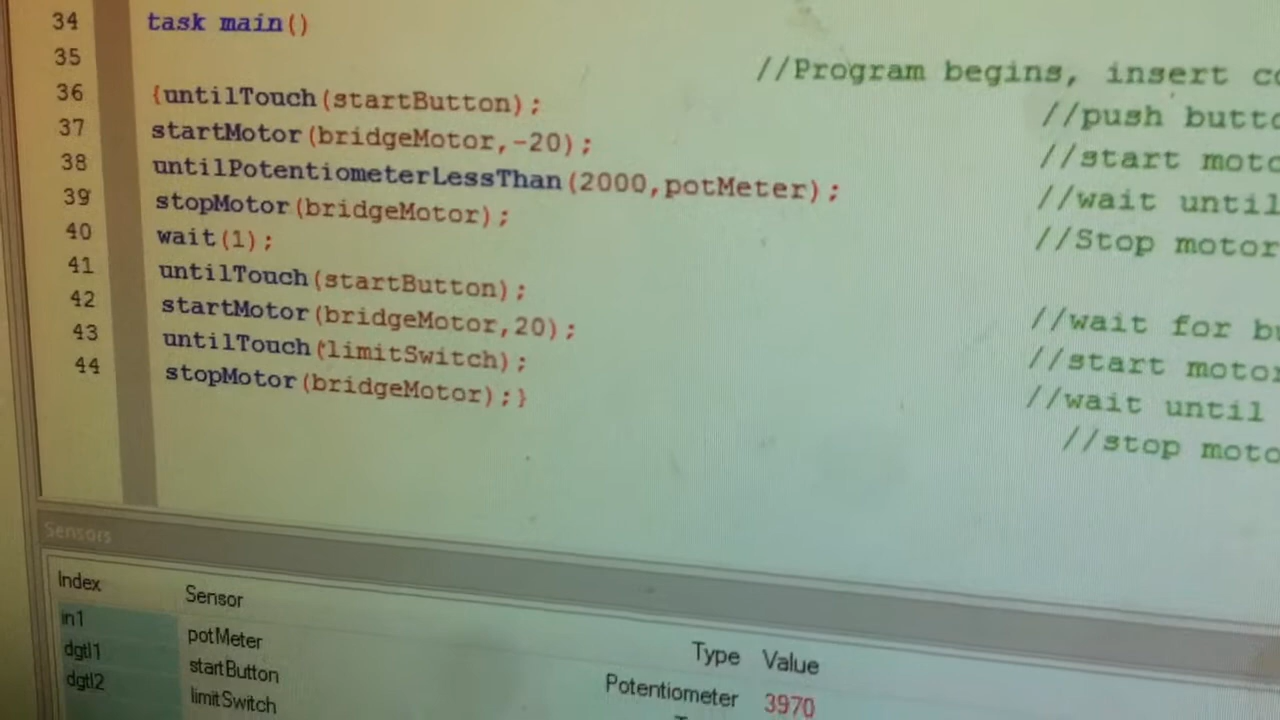 34 task main()
35 //Program begins, insert
36 {untilTouch(startButton); //push
37 startMotor(bridgeMotor,-20); //start
38 untilPotentiometerLessThan(2000,potMeter); //wait until
39 stopMotor(bridgeMotor); //Stop motor
40 wait(1);
41 untilTouch(startButton); //wait for
42 startMotor(bridgeMotor,20); //start motor
43 untilTouch(limitSwitch); //wait until
44 stopMotor(bridgeMotor);} //stop
Sensors
Index Sensor Type Value
in1 potMeter Potentiometer 3970
dgtl1 startButton
dgtl2 limitSwitch